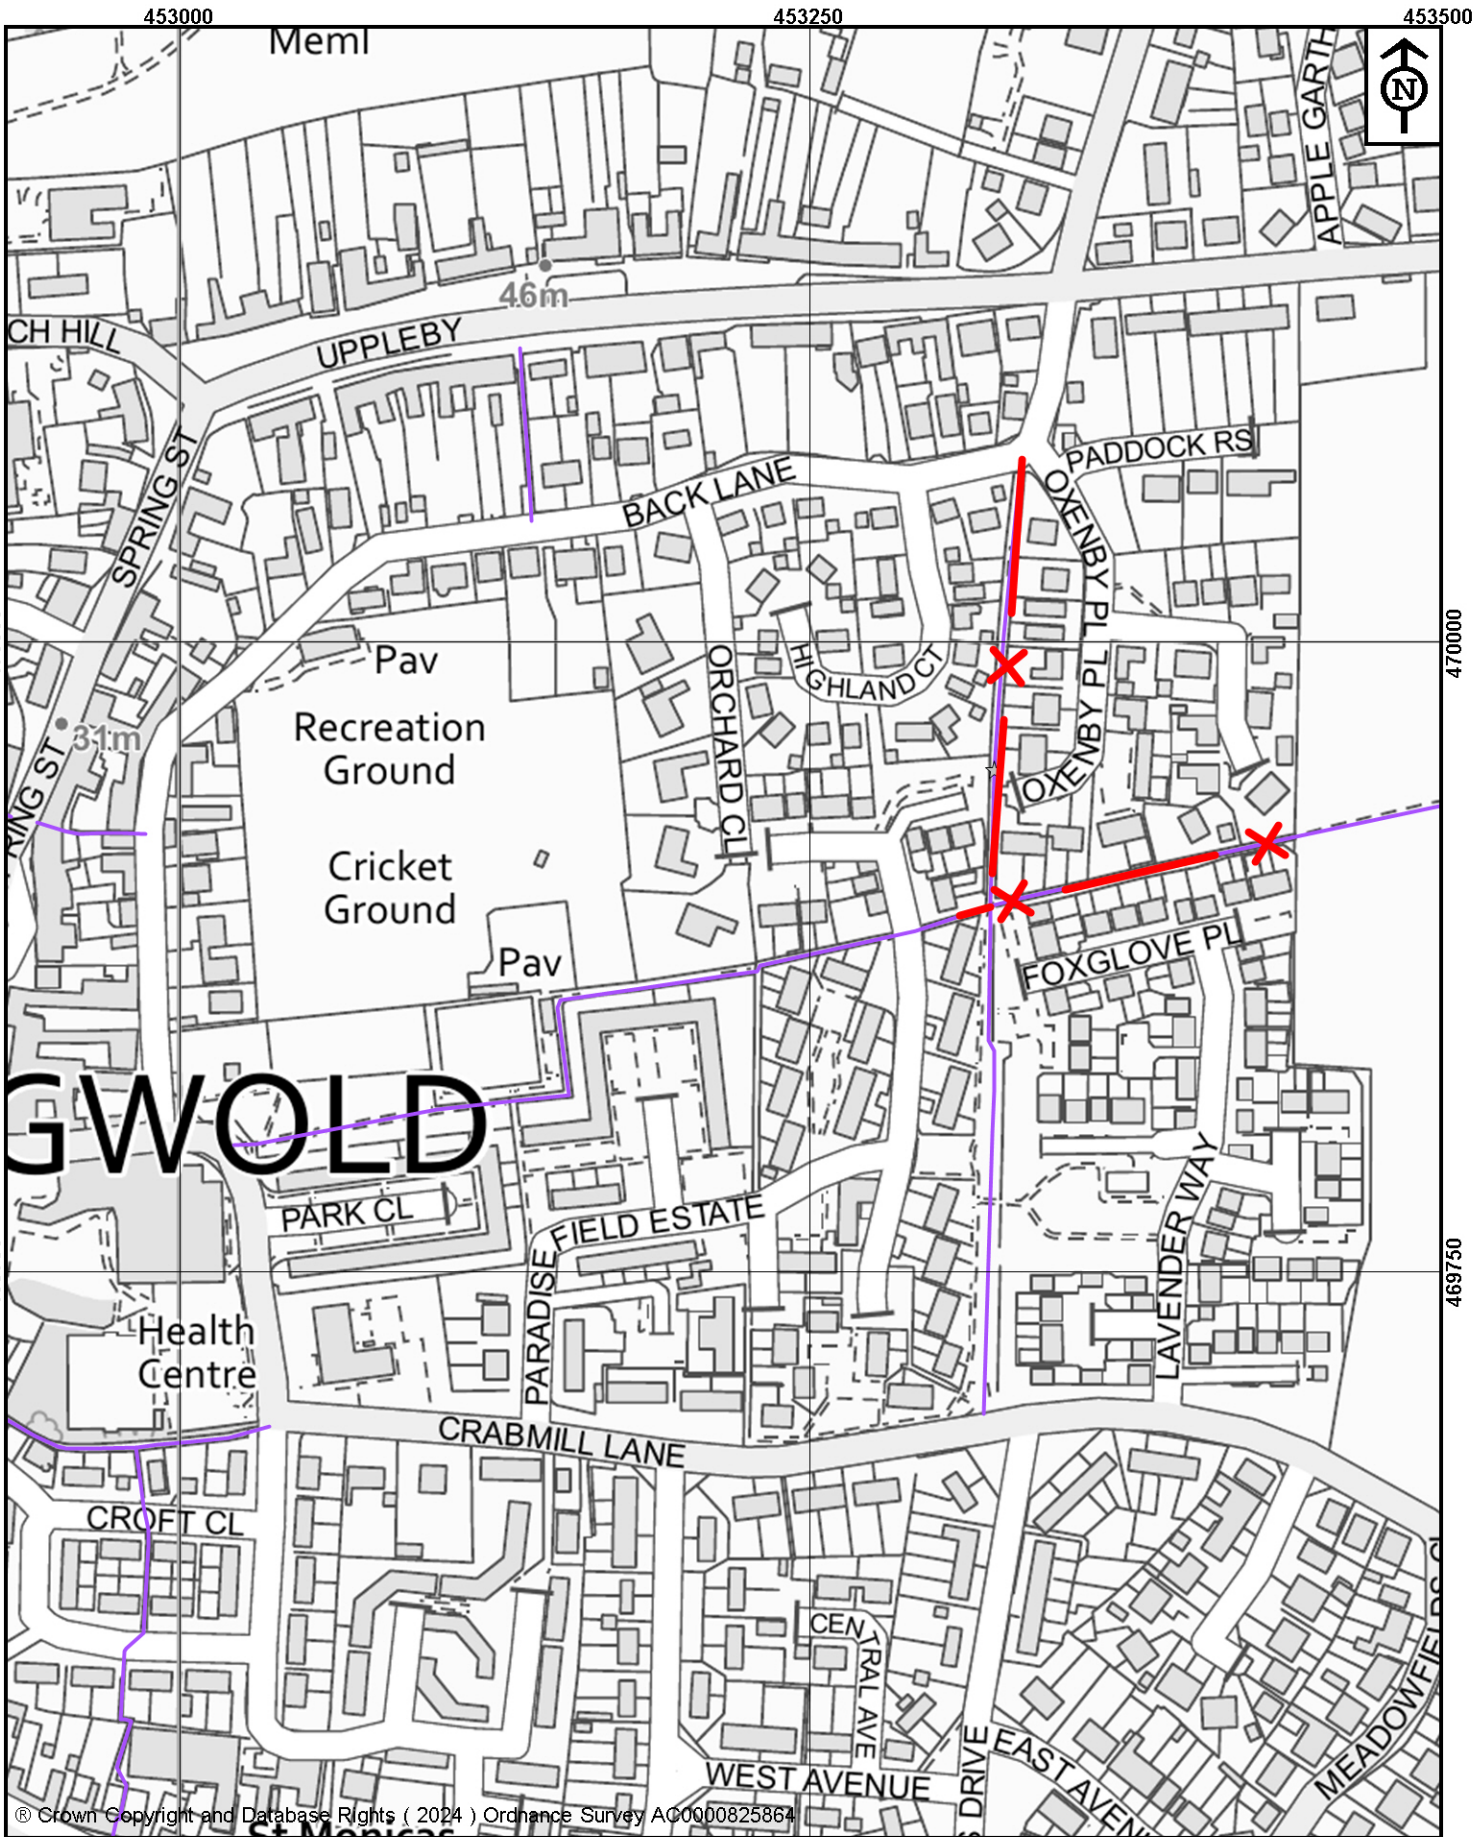 453000
453250
453500
Meml
N
APPLE GARTH
46m
CH HILL
UPPLEBY
SPRING ST
BACK LANE
PADDOCK RS
OXENBY PL
470000
Pav
ORCHARD CL
HIGHLAND CT
OXENBY PL
Recreation
Ground
31m
RING ST
Cricket
Ground
Pav
FOXGLOVE PL
GWOLD
PARK CL
PARADISE FIELD ESTATE
LAVENDER WAY
469750
Health
Centre
CRABMILL LANE
CROFT CL
CENTRAL AVE
MEADOWFIELDS CL
WEST AVENUE
S DRIVE
EAST AVENU
® Crown Copyright and Database Rights ( 2024 ) Ordnance Survey AC0000825864
St Monicas